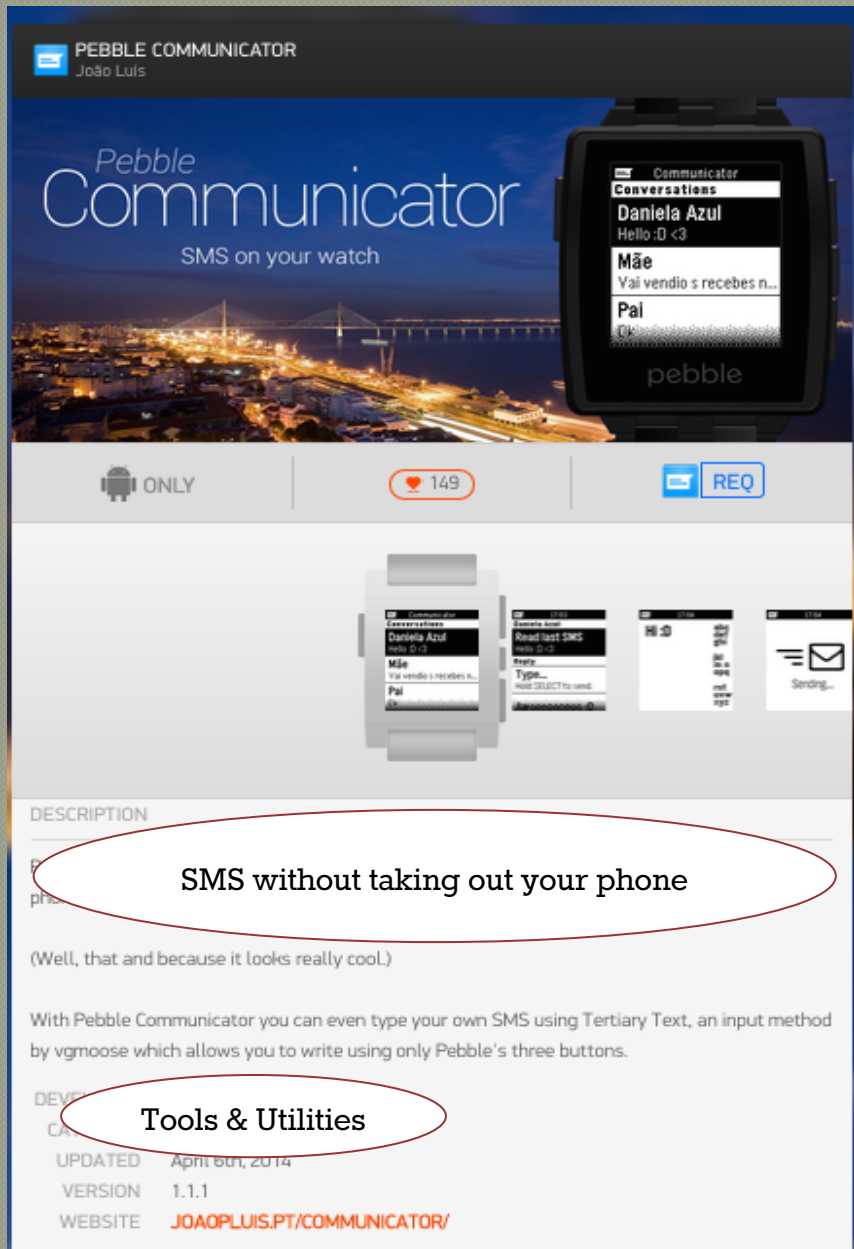 PEBBLE COMMUNICATOR
João Luís
Pebble
Communicator
SMS on your watch
Communicator
Conversations
Daniela Azul
Hello :D <3
Mãe
Vai vendio s recebes n...
Pai
Ok
pebble
ONLY
149
REQ
Communicator
Conversations
Daniela Azul
Hello :D <3
Mãe
Vai vendio s recebes n...
Pai
Daniela Azul
Read last SMS
Hello :D <3
Reply
Type...
Hold SELECT to send.
Hi :D
Sending...
DESCRIPTION
SMS without taking out your phone
(Well, that and because it looks really cool.)
With Pebble Communicator you can even type your own SMS using Tertiary Text, an input method
by vgmoose which allows you to write using only Pebble's three buttons.
Tools & Utilities
UPDATED April 6th, 2014
VERSION 1.1.1
WEBSITE JOAOPLUIS.PT/COMMUNICATOR/